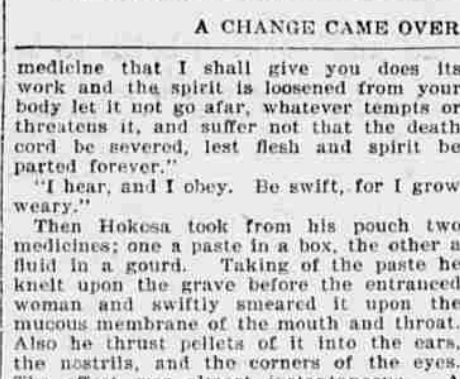 A CHANGE CAME OVER
medicine that I shall give you does its
work and the spirit is loosened from your
body let it not go afar, whatever tempts or
threatens it, and suffer not that the death
cord be severed, lest flesh and spirit be
parted forever."
"I hear, and I obey. Be swift, for I grow
weary."
Then Hokosa took from his pouch two
medicines; one a paste in a box, the other a
fluid in a gourd. Taking of the paste he
knelt upon the grave before the entranced
woman and swiftly smeared it upon the
mucous membrane of the mouth and throat.
Also he thrust pellets of it into the ears,
the nostrils, and the corners of the eyes.